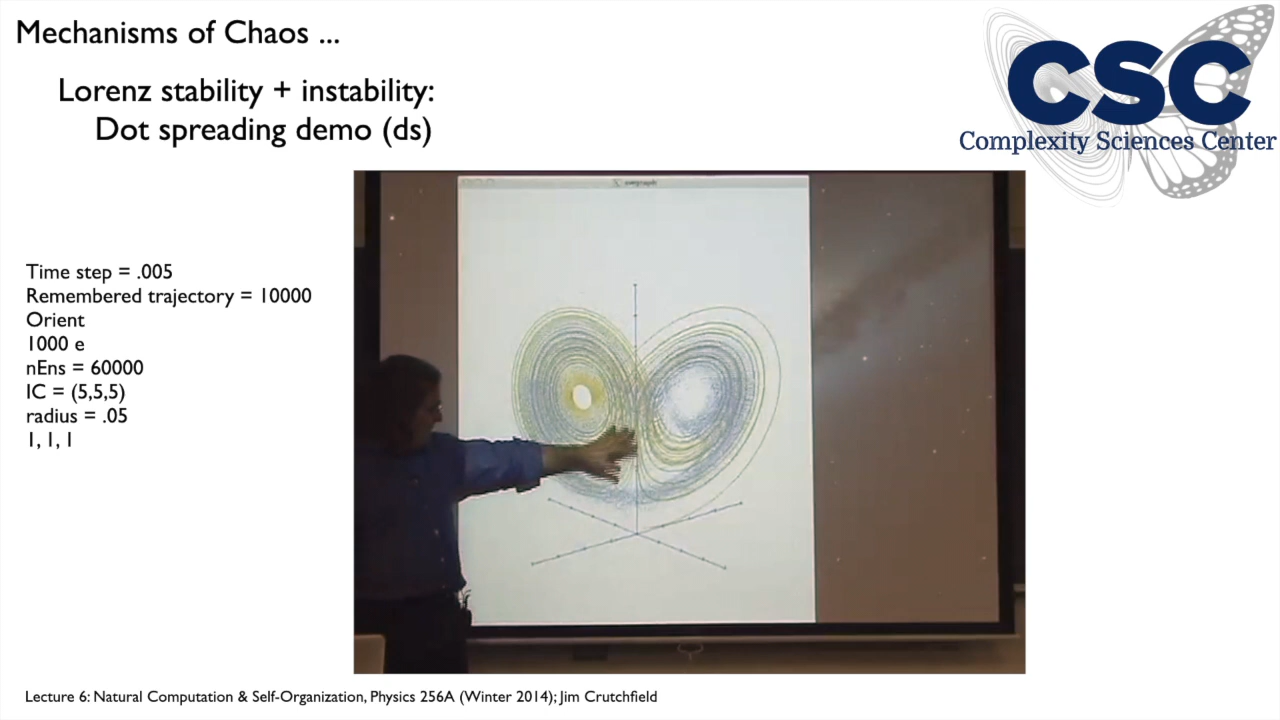 Mechanisms of Chaos ...
Lorenz stability + instability:
Dot spreading demo (ds)
CSC
Complexity Sciences Center
Time step = .005
Remembered trajectory = 10000
Orient
1000 e
nEns = 60000
IC = (5,5,5)
radius = .05
1, 1, 1
Lecture 6: Natural Computation & Self-Organization, Physics 256A (Winter 2014); Jim Crutchfield